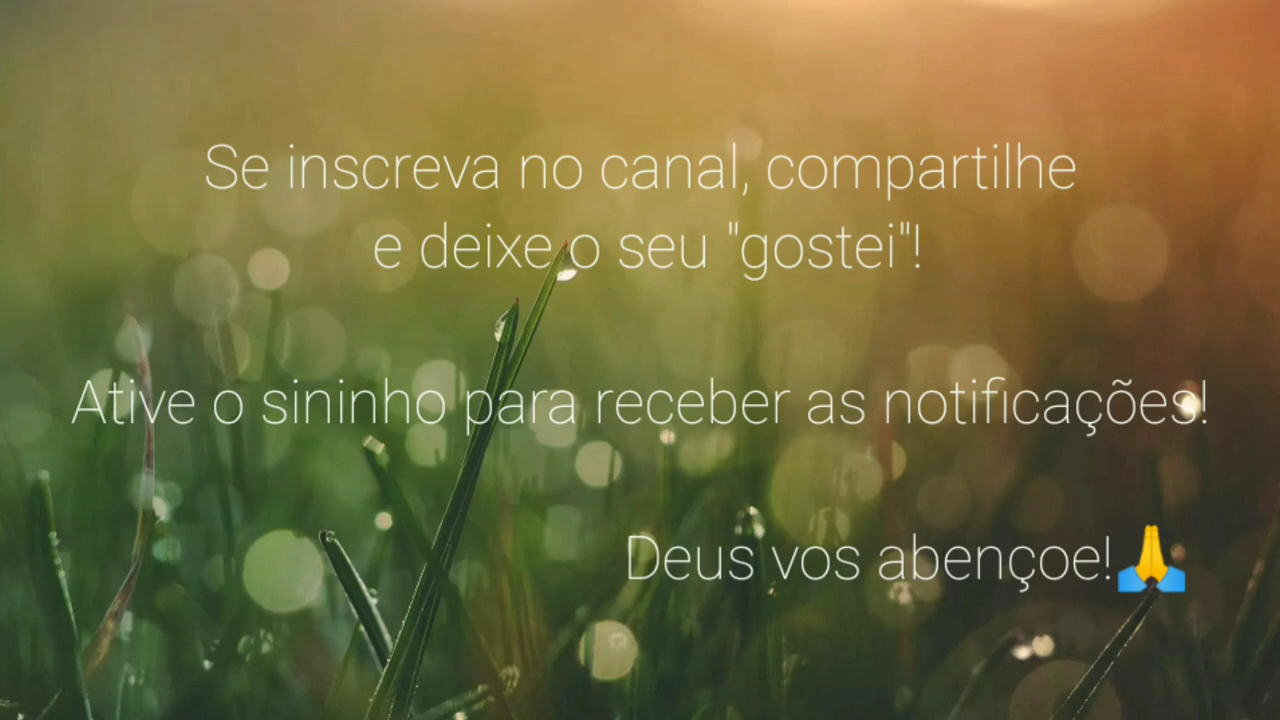 Se inscreva no canal, compartilhe
e deixe o seu "gostei"!
Ative o sininho para receber as notificações!
Deus vos abençoe!🙏